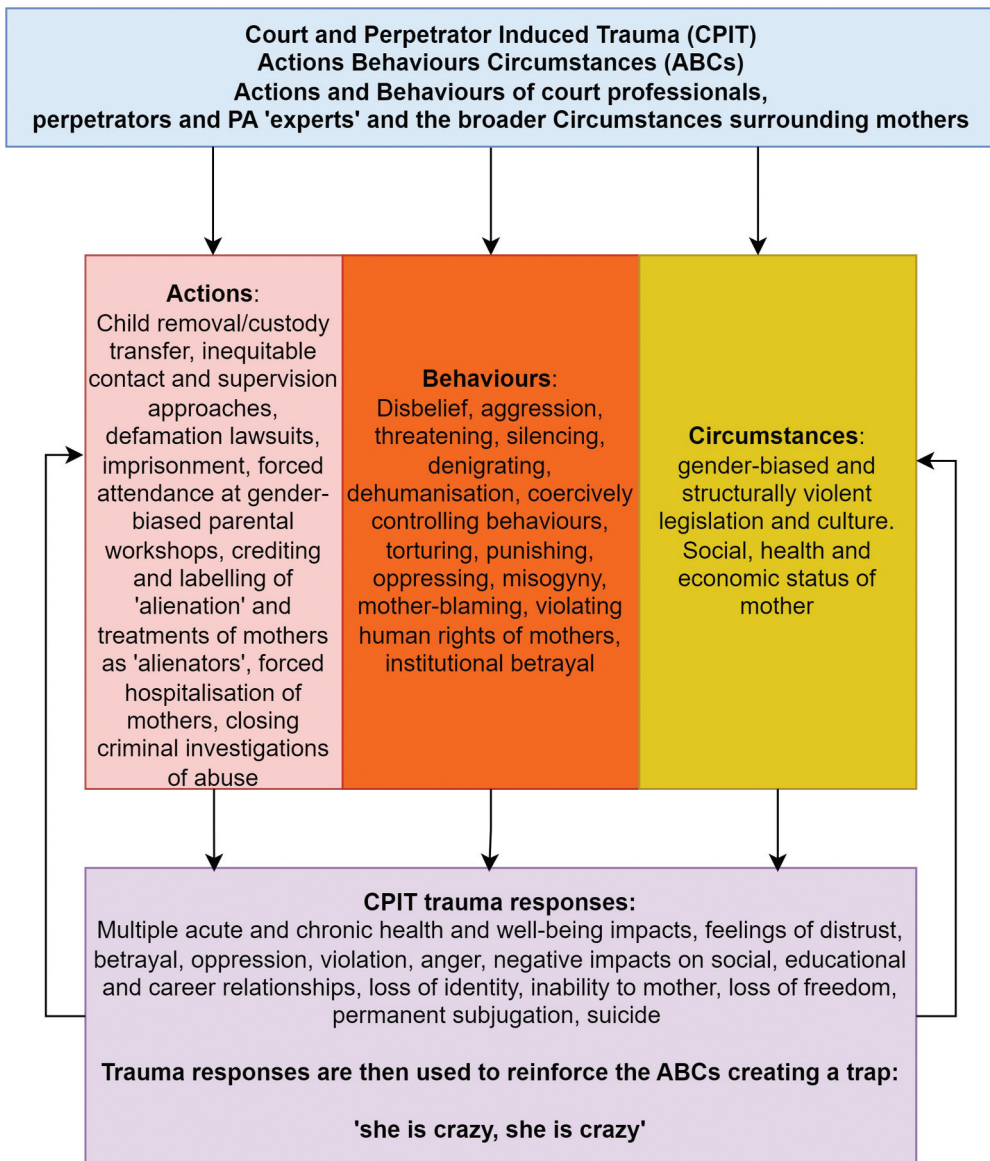 Court and Perpetrator Induced Trauma (CPIT)
Actions Behaviours Circumstances (ABCs)
Actions and Behaviours of court professionals,
perpetrators and PA 'experts' and the broader Circumstances surrounding mothers
Actions:
Child removal/custody
transfer, inequitable
contact and supervision
approaches,
defamation lawsuits,
imprisonment, forced
attendance at gender-
biased parental
workshops, crediting
and labelling of
'alienation' and
treatments of mothers
as 'alienators', forced
hospitalisation of
mothers, closing
criminal investigations
of abuse
Behaviours:
Disbelief, aggression,
threatening, silencing,
denigrating,
dehumanisation, coercively
controlling behaviours,
torturing, punishing,
oppressing, misogyny,
mother-blaming, violating
human rights of mothers,
institutional betrayal
Circumstances:
gender-biased and
structurally violent
legislation and culture.
Social, health and
economic status of
mother
CPIT trauma responses:
Multiple acute and chronic health and well-being impacts, feelings of distrust,
betrayal, oppression, violation, anger, negative impacts on social, educational
and career relationships, loss of identity, inability to mother, loss of freedom,
permanent subjugation, suicide
Trauma responses are then used to reinforce the ABCs creating a trap:
'she is crazy, she is crazy'